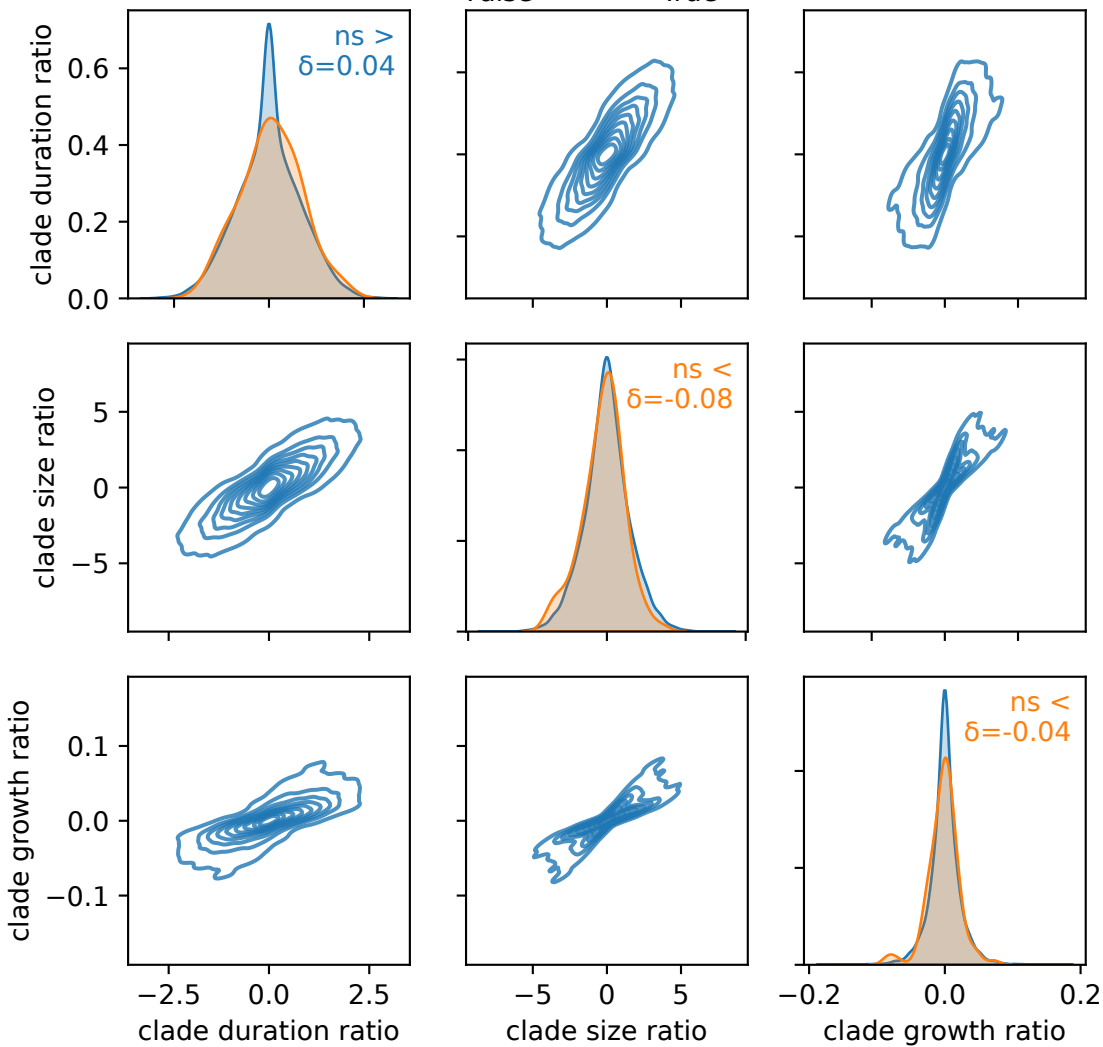 clade duration ratio
0.6
0.4
0.2
0.0
ns >
δ=0.04
clade size ratio
5
0
−5
ns <
δ=-0.08
clade growth ratio
0.1
0.0
−0.1
ns <
δ=-0.04
−2.5 0.0 2.5
clade duration ratio
−5 0 5
clade size ratio
−0.2 0.0 0.2
clade growth ratio